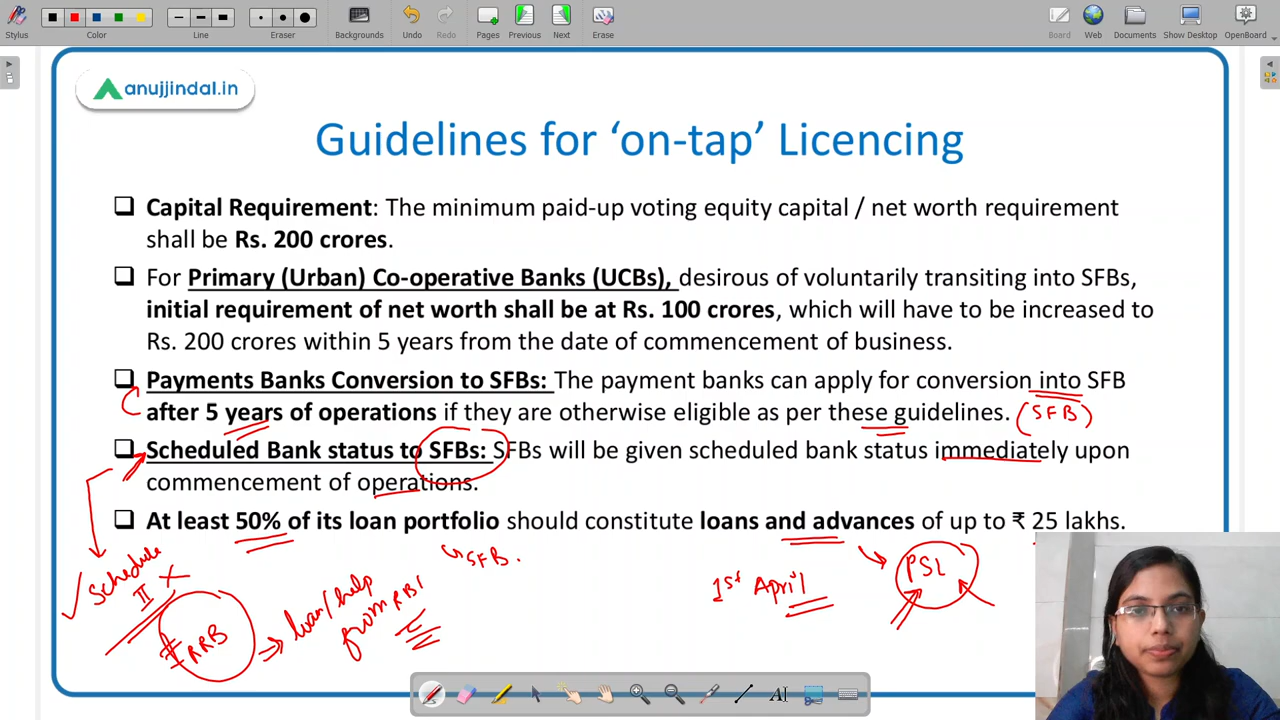 Stylus
Color
Line
Eraser
Backgrounds
Undo
Redo
Pages
Previous
Next
Erase
Board
Web
Documents
Show Desktop
OpenBoard
anujjindal.in
Guidelines for ‘on-tap’ Licencing
Capital Requirement: The minimum paid-up voting equity capital / net worth requirement
shall be Rs. 200 crores.
For Primary (Urban) Co-operative Banks (UCBs), desirous of voluntarily transiting into SFBs,
initial requirement of net worth shall be at Rs. 100 crores, which will have to be increased to
Rs. 200 crores within 5 years from the date of commencement of business.
Payments Banks Conversion to SFBs: The payment banks can apply for conversion into SFB
after 5 years of operations if they are otherwise eligible as per these guidelines. (SFB)
Scheduled Bank status to SFBs: SFBs will be given scheduled bank status immediately upon
commencement of operations.
At least 50% of its loan portfolio should constitute loans and advances of up to ₹ 25 lakhs.
SFB.
Schedule
II
RRB
loan/help
from RBI
1st April
PSL
AI